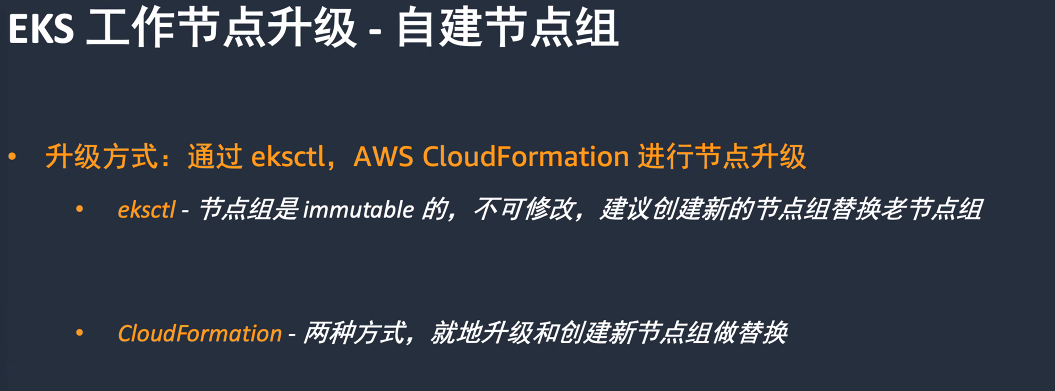 EKS 工作节点升级 - 自建节点组
• 升级方式：通过 eksctl，AWS CloudFormation 进行节点升级
• eksctl - 节点组是 immutable 的，不可修改，建议创建新的节点组替换老节点组
• CloudFormation - 两种方式，就地升级和创建新节点组做替换